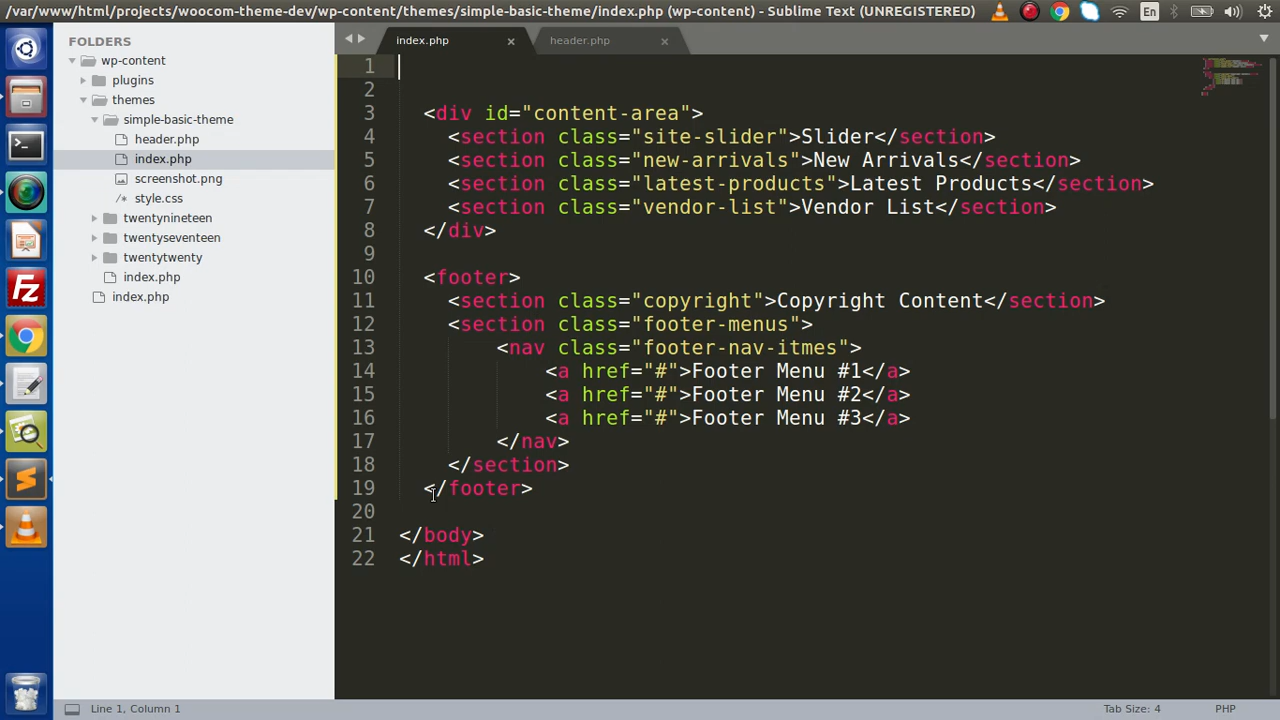 /var/www/html/projects/woocom-theme-dev/wp-content/themes/simple-basic-theme/index.php (wp-content) - Sublime Text (UNREGISTERED)
En
FOLDERS
wp-content
plugins
themes
simple-basic-theme
header.php
index.php
screenshot.png
/* style.css
twentynineteen
twentyseventeen
twentytwenty
index.php
index.php
index.php
header.php
1
2
3 <div id="content-area">
4 <section class="site-slider">Slider</section>
5 <section class="new-arrivals">New Arrivals</section>
6 <section class="latest-products">Latest Products</section>
7 <section class="vendor-list">Vendor List</section>
8 </div>
9
10 <footer>
11 <section class="copyright">Copyright Content</section>
12 <section class="footer-menus">
13 <nav class="footer-nav-itmes">
14 <a href="#">Footer Menu #1</a>
15 <a href="#">Footer Menu #2</a>
16 <a href="#">Footer Menu #3</a>
17 </nav>
18 </section>
19 </footer>
20
21 </body>
22 </html>
Line 1, Column 1
Tab Size: 4
PHP